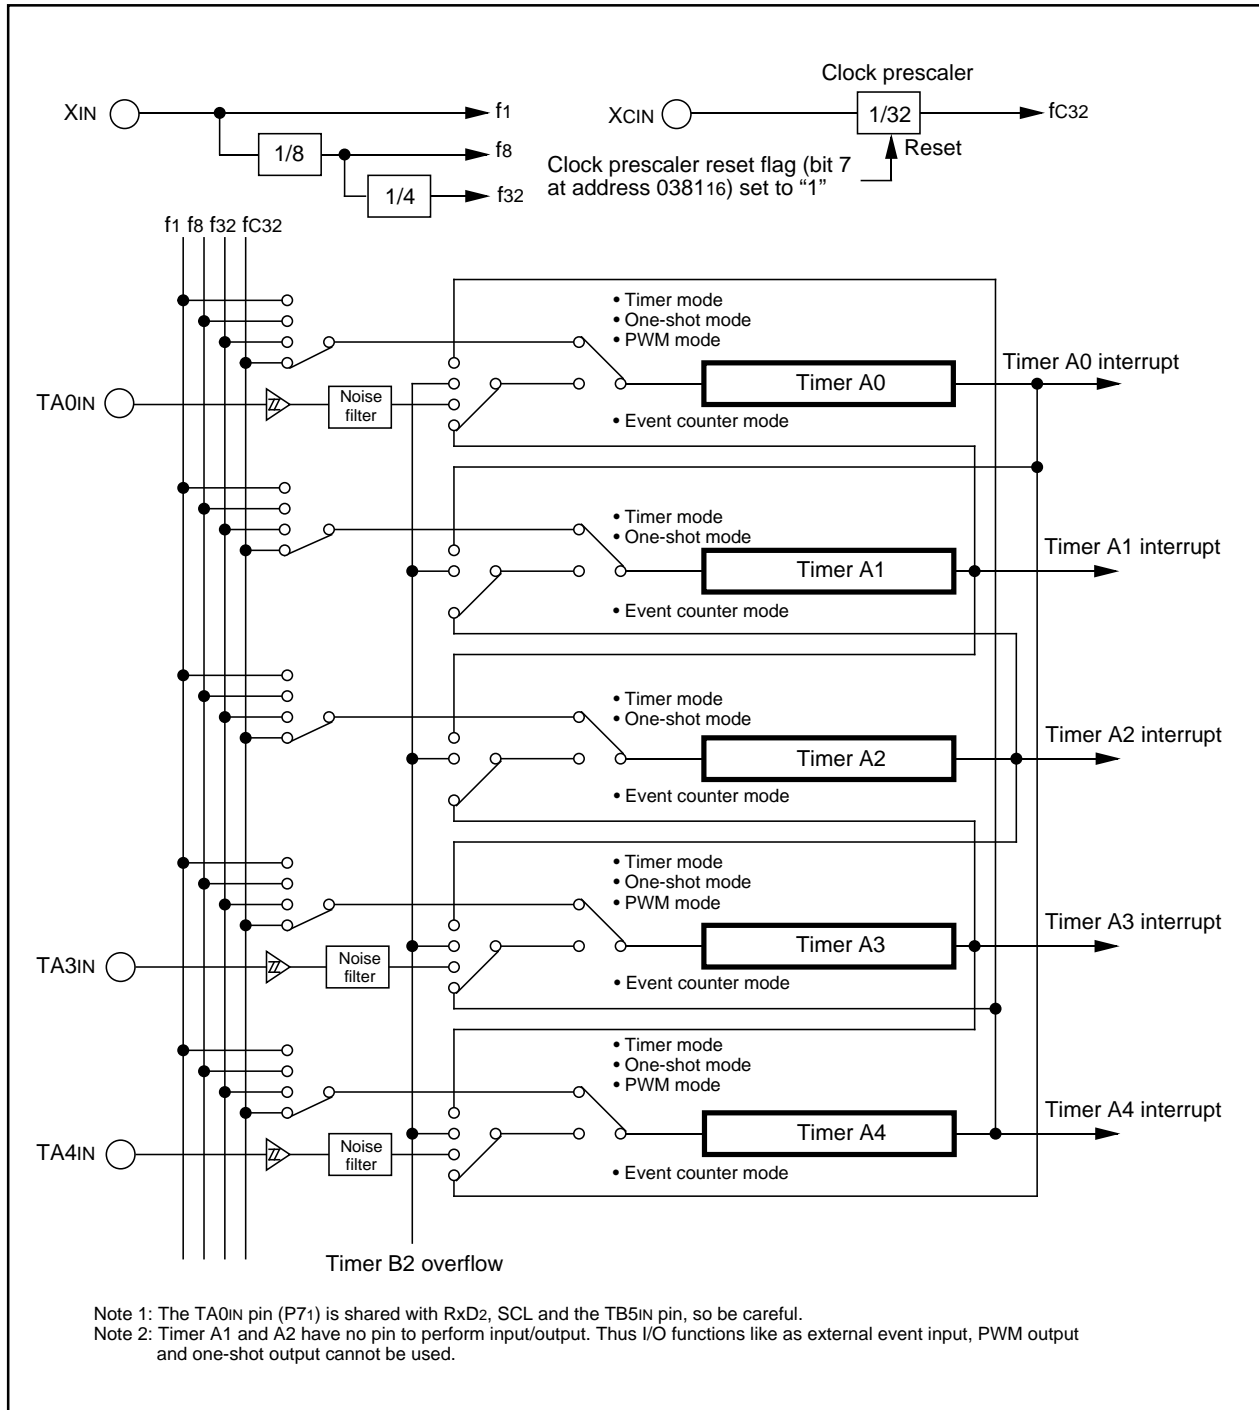 Clock prescaler
XIN
f1
XCIN
1/32
fC32
1/8
f8
Reset
1/4
f32
Clock prescaler reset flag (bit 7
at address 038116) set to “1”
f1 f8 f32 fC32
• Timer mode
• One-shot mode
• PWM mode
Timer A0 interrupt
TA0IN
Noise
filter
Timer A0
• Event counter mode
• Timer mode
• One-shot mode
Timer A1 interrupt
Timer A1
• Event counter mode
• Timer mode
• One-shot mode
Timer A2 interrupt
Timer A2
• Event counter mode
• Timer mode
• One-shot mode
• PWM mode
Timer A3 interrupt
TA3IN
Noise
filter
Timer A3
• Event counter mode
• Timer mode
• One-shot mode
• PWM mode
Timer A4 interrupt
TA4IN
Noise
filter
Timer A4
• Event counter mode
Timer B2 overflow
Note 1: The TA0IN pin (P71) is shared with RxD2, SCL and the TB5IN pin, so be careful.
Note 2: Timer A1 and A2 have no pin to perform input/output. Thus I/O functions like as external event input, PWM output
and one-shot output cannot be used.